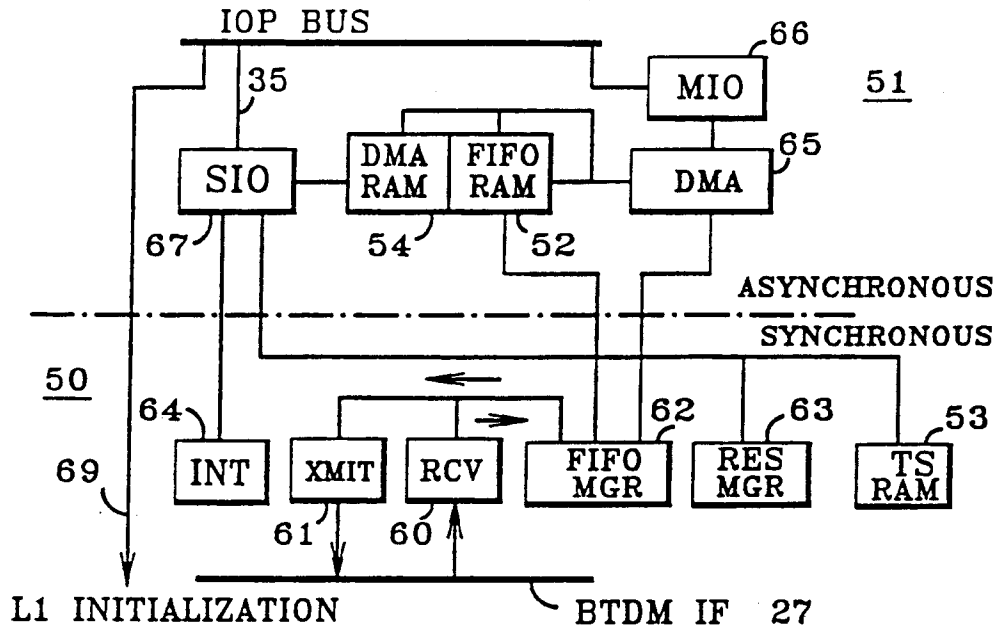 IOP BUS
66
35
MIO
51
65
SIO
DMA RAM
FIFO RAM
DMA
67
54
52
ASYNCHRONOUS
SYNCHRONOUS
50
64
62
63
53
INT
XMIT
RCV
FIFO MGR
RES MGR
TS RAM
69
61
60
L1 INITIALIZATION
BTDM IF 27